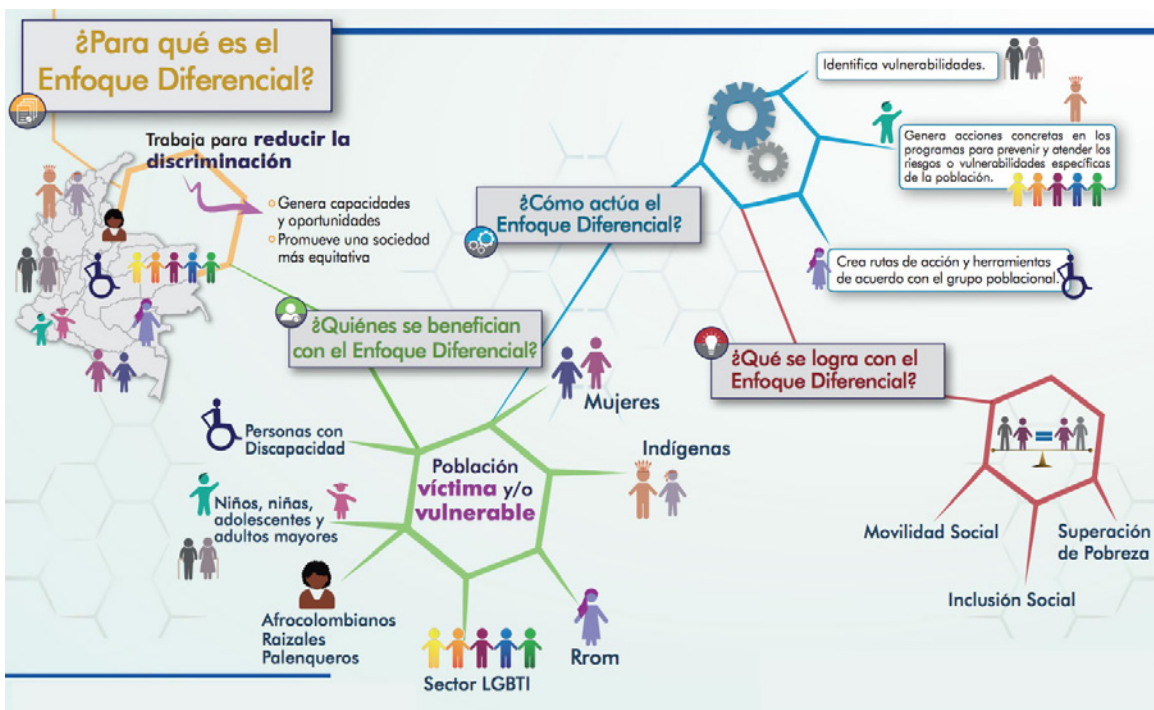 ¿Para qué es el
Enfoque Diferencial?
Trabaja para reducir la
discriminación
Genera capacidades
y oportunidades
Promueve una sociedad
más equitativa
¿Quiénes se benefician
con el Enfoque Diferencial?
Población
víctima y/o
vulnerable
Mujeres
Indígenas
Rrom
Sector LGBTI
Afrocolombianos
Raizales
Palenqueros
Niños, niñas,
adolescentes y
adultos mayores
Personas con
Discapacidad
¿Cómo actúa el
Enfoque Diferencial?
Identifica vulnerabilidades.
Genera acciones concretas en los
programas para prevenir y atender los
riesgos o vulnerabilidades específicas
de la población.
Crea rutas de acción y herramientas
de acuerdo con el grupo poblacional.
¿Qué se logra con el
Enfoque Diferencial?
Movilidad Social
Inclusión Social
Superación
de Pobreza